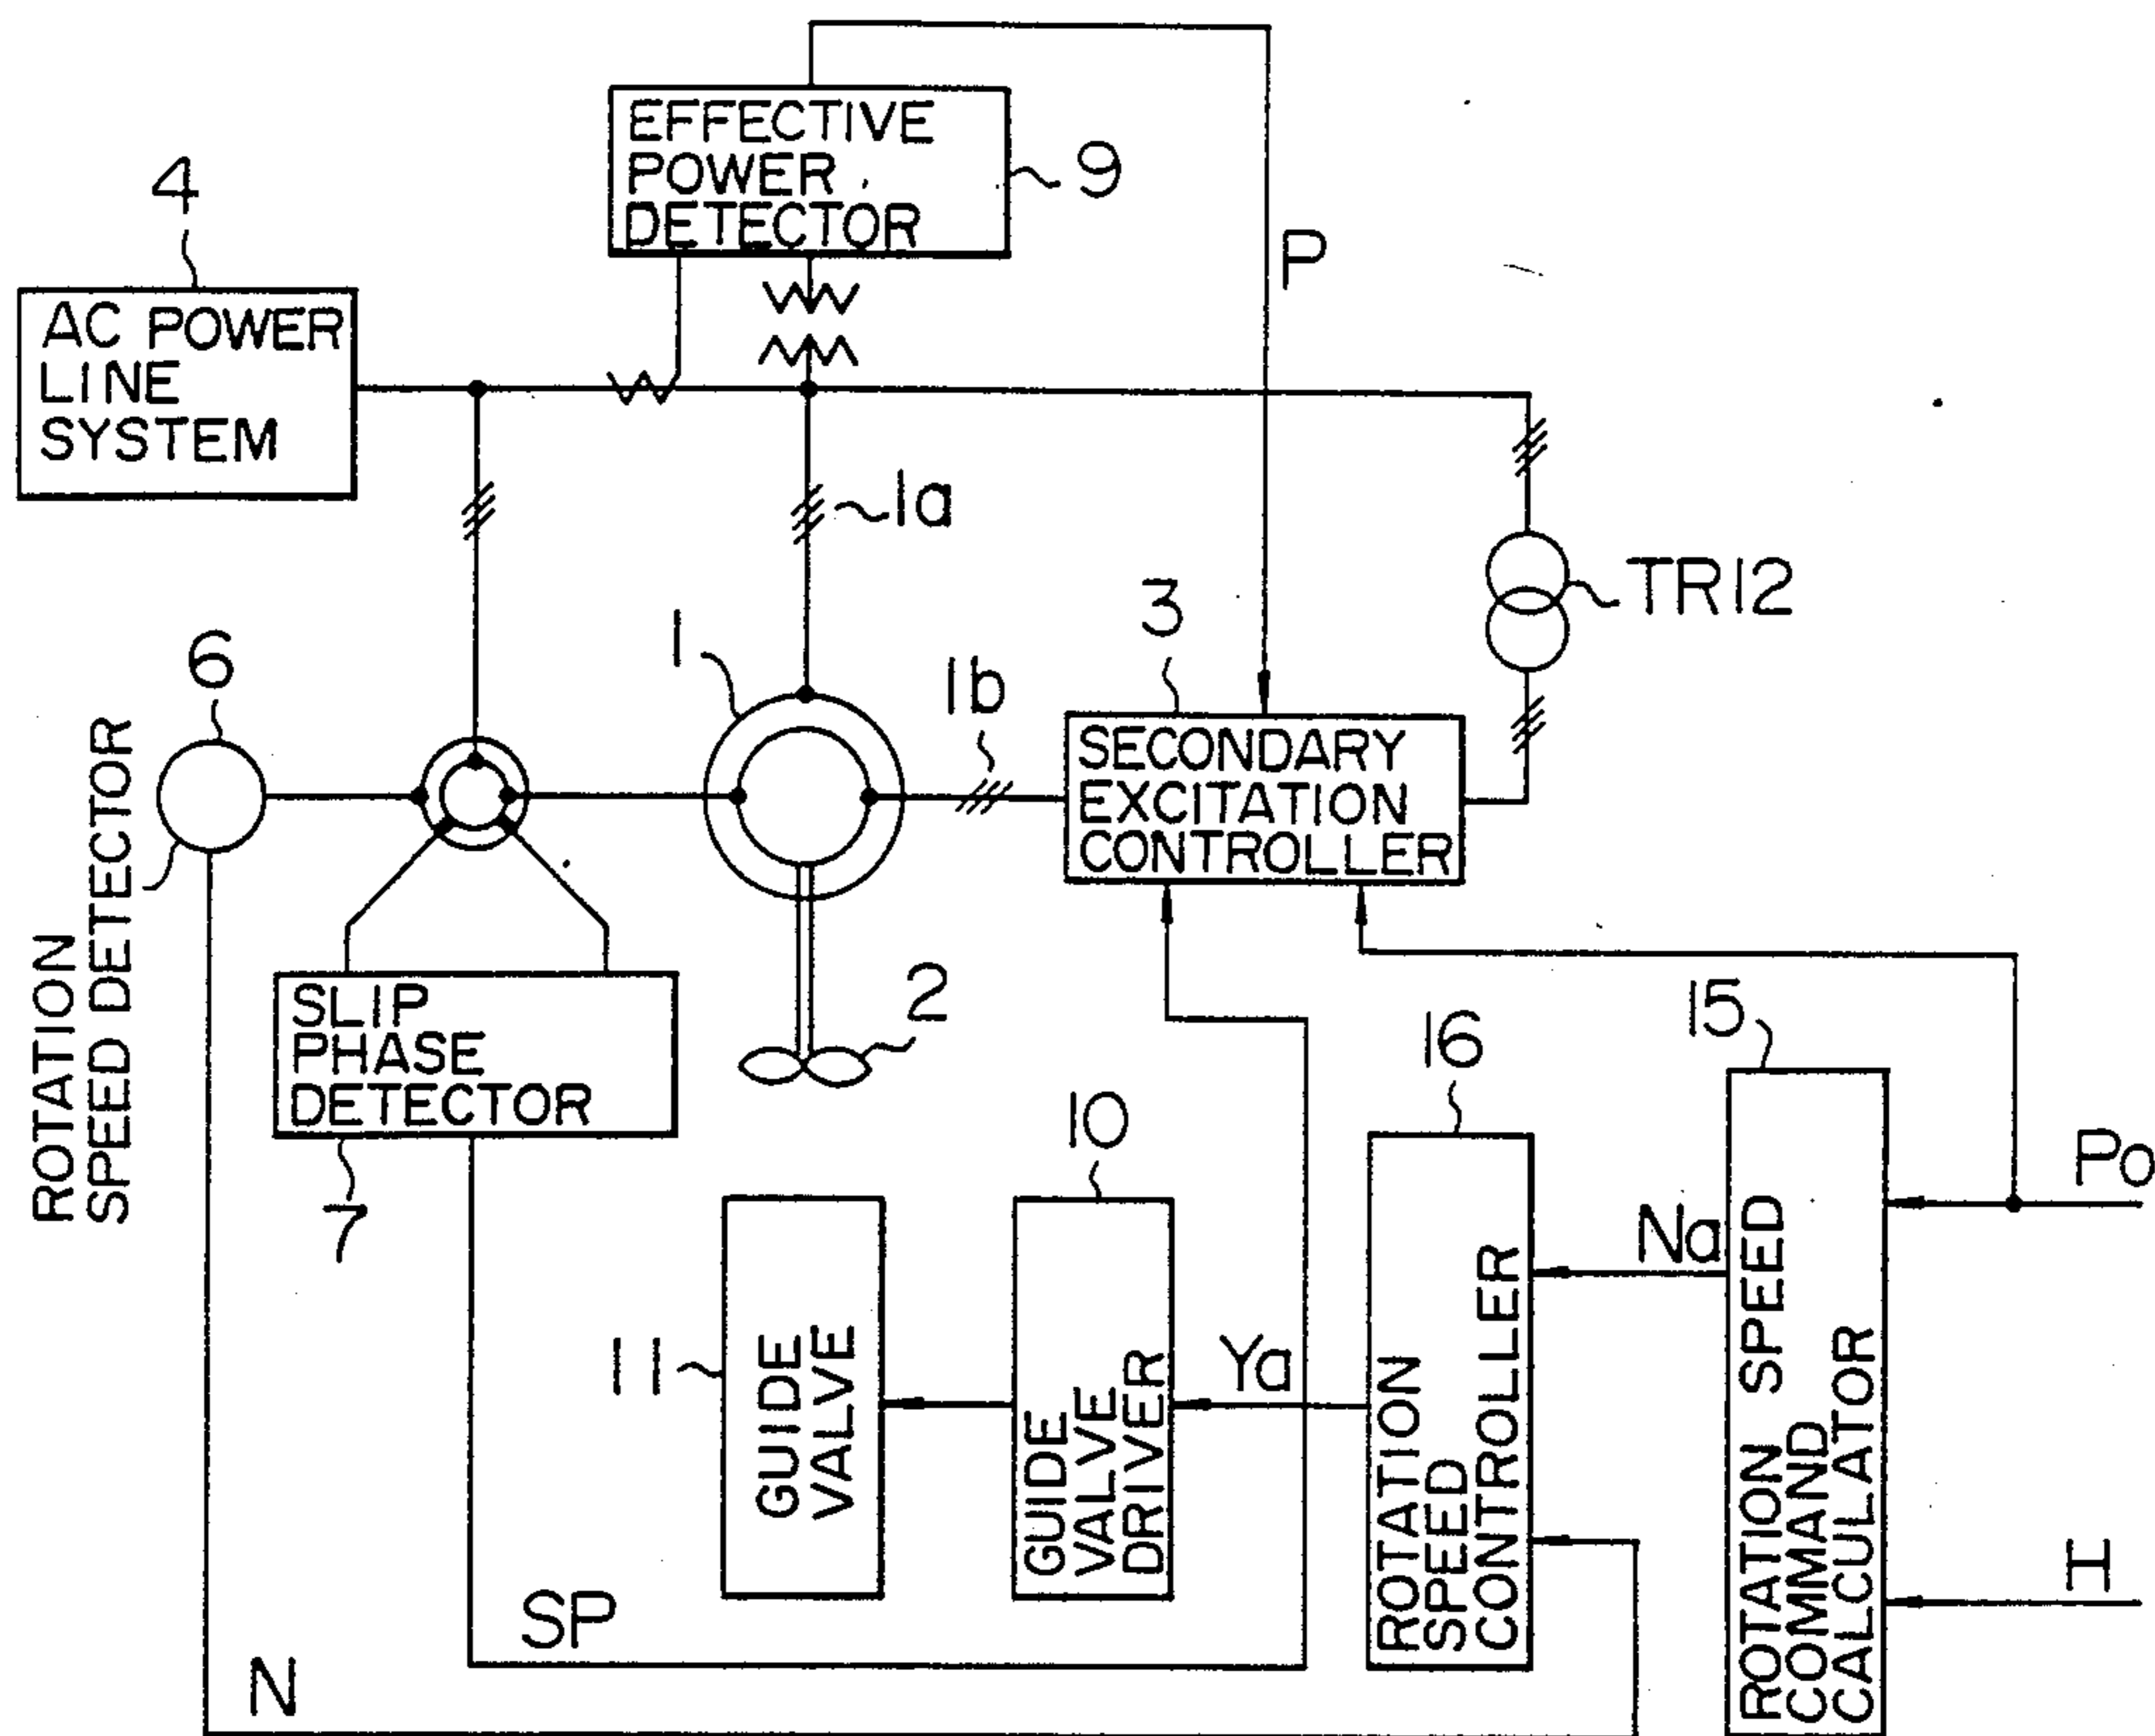 EFFECTIVE
POWER
DETECTOR
9
4
P
AC POWER
LINE
SYSTEM
1a
TR12
3
6
1
1b
SECONDARY
EXCITATION
CONTROLLER
ROTATION
SPEED DETECTOR
2
15
SLIP
PHASE
DETECTOR
16
10
7
Po
Na
ROTATION SPEED
COMMAND
CALCULATOR
11
GUIDE
VALVE
GUIDE
VALVE
DRIVER
Ya
ROTATION
SPEED
CONTROLLER
H
SP
N